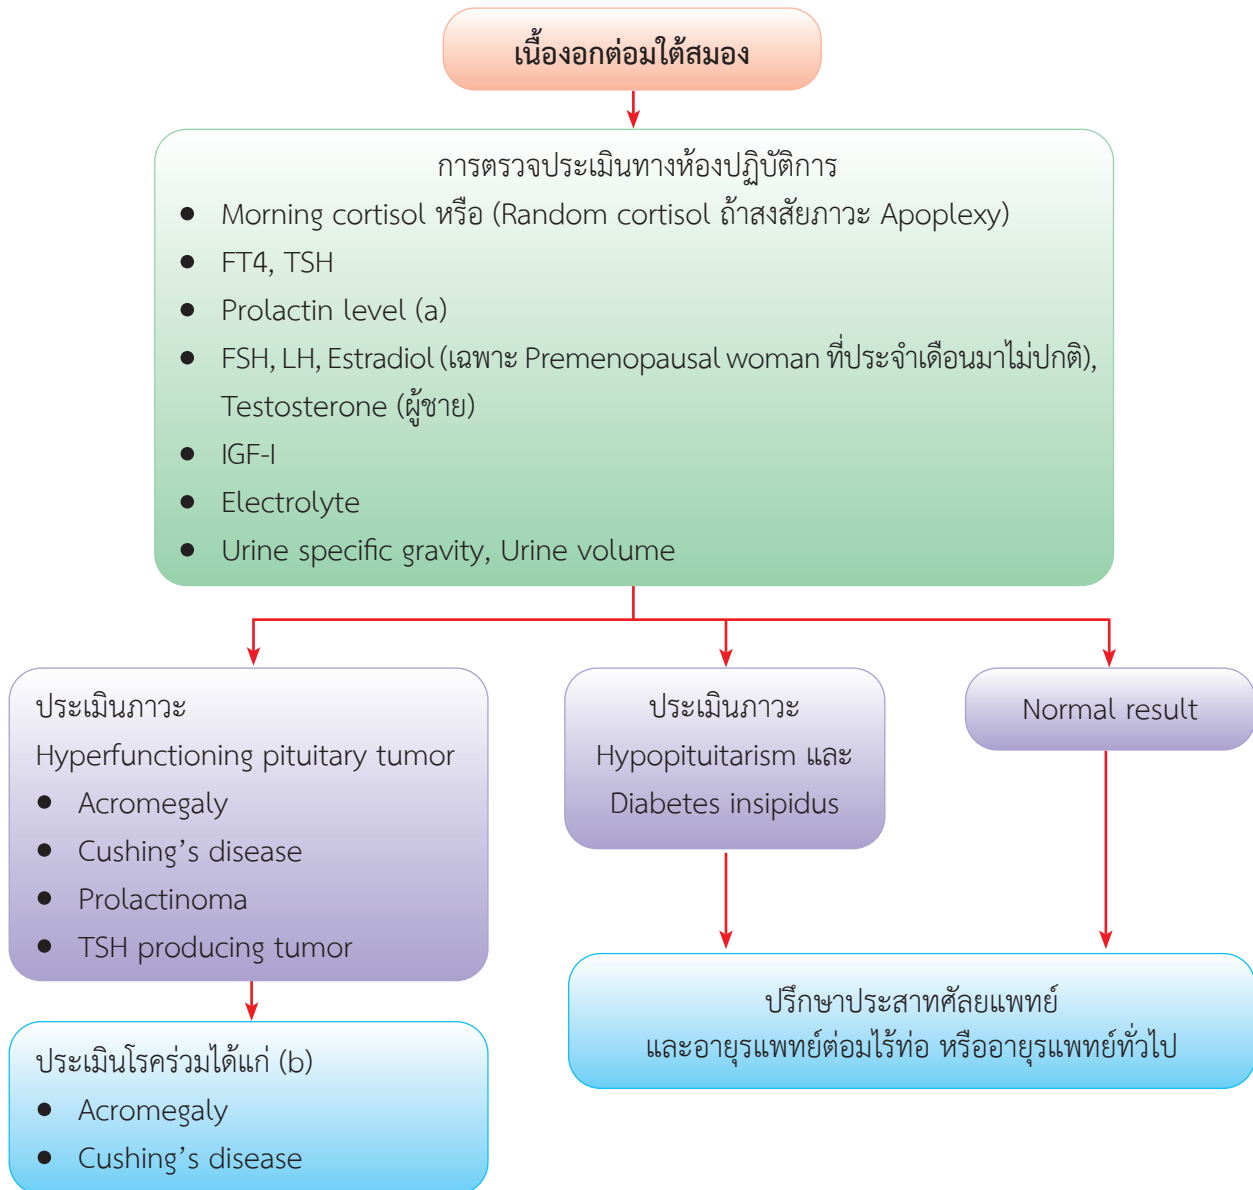 เนื้องอกต่อมใต้สมอง
การตรวจประเมินทางห้องปฏิบัติการ
● Morning cortisol หรือ (Random cortisol ถ้าสงสัยภาวะ Apoplexy)
● FT4, TSH
● Prolactin level (a)
● FSH, LH, Estradiol (เฉพาะ Premenopausal woman ที่ประจำเดือนมาไม่ปกติ),
Testosterone (ผู้ชาย)
● IGF-I
● Electrolyte
● Urine specific gravity, Urine volume
ประเมินภาวะ
Hyperfunctioning pituitary tumor
● Acromegaly
● Cushing’s disease
● Prolactinoma
● TSH producing tumor
ประเมินภาวะ
Hypopituitarism และ
Diabetes insipidus
Normal result
ประเมินโรคร่วมได้แก่ (b)
● Acromegaly
● Cushing’s disease
ปรึกษาประสาทศัลยแพทย์
และอายุรแพทย์ต่อมไร้ท่อ หรืออายุรแพทย์ทั่วไป